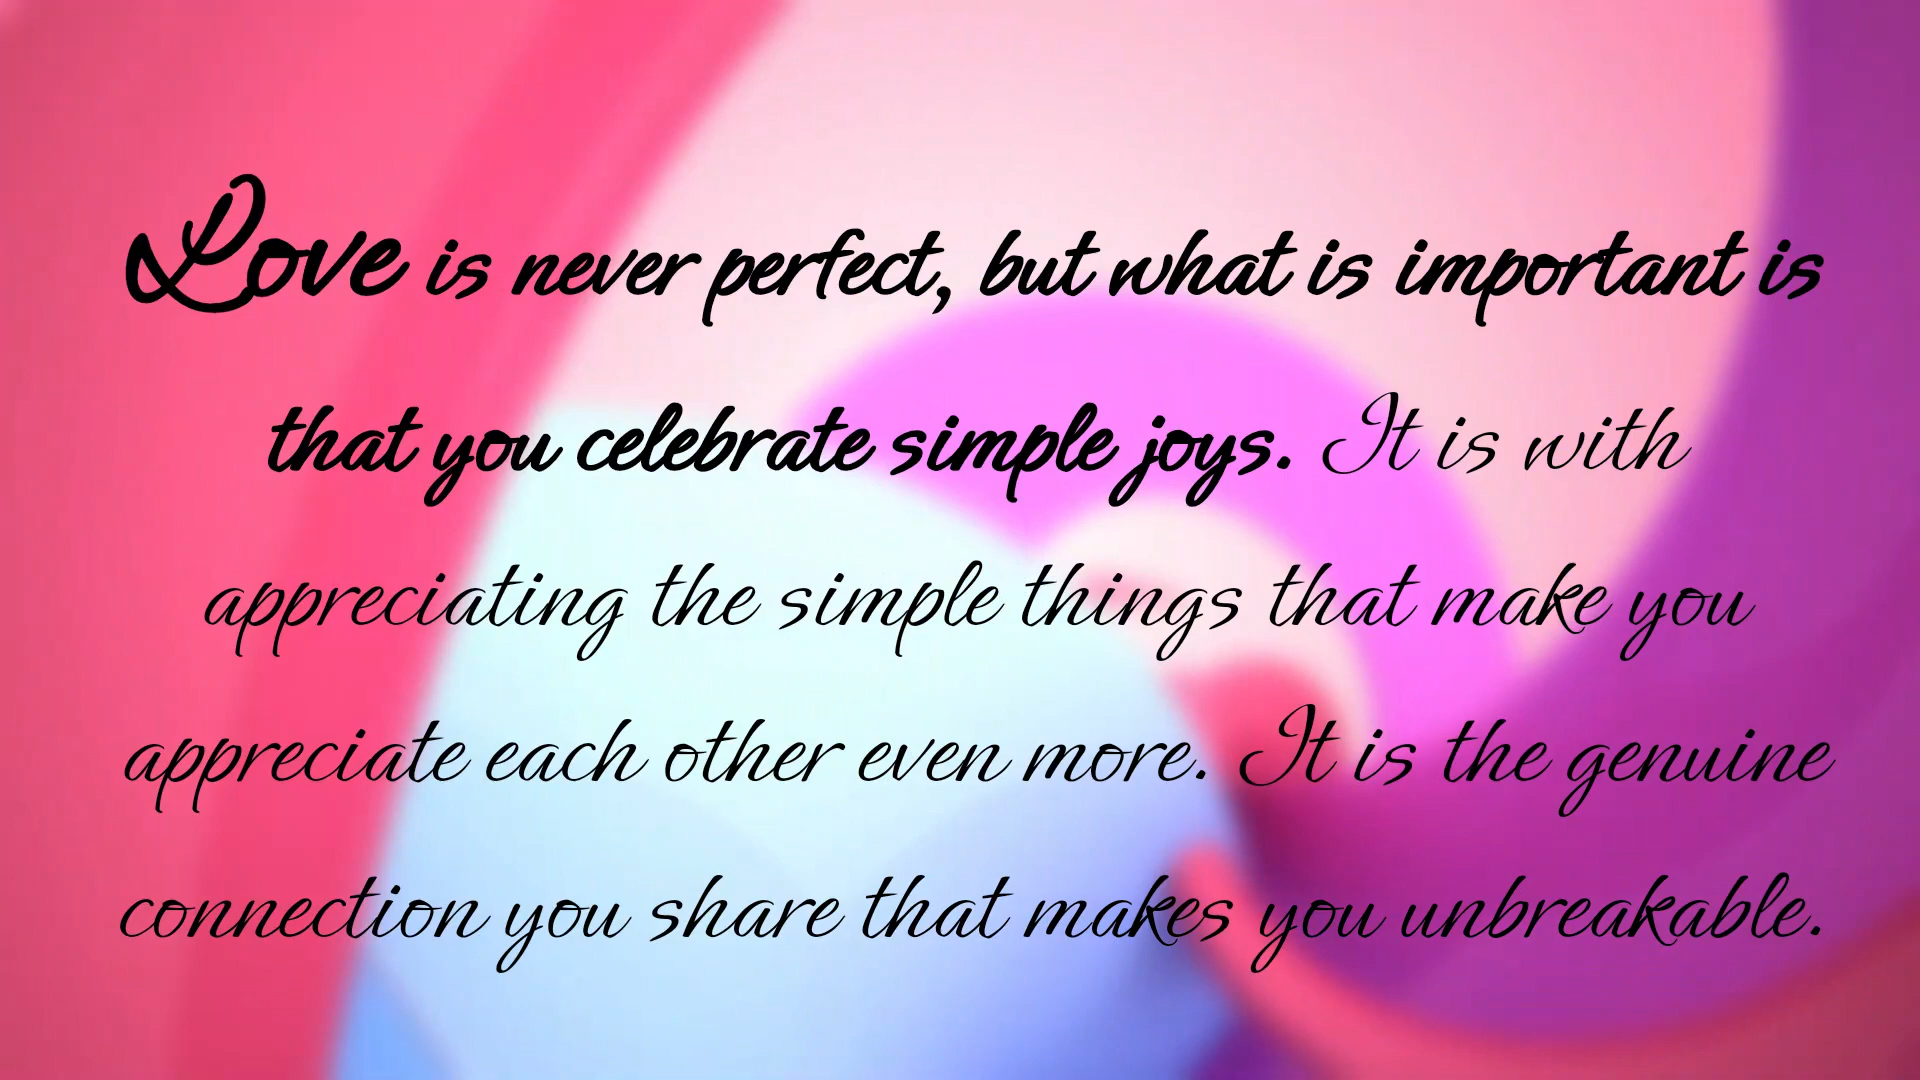 Love is never perfect, but what is important is
that you celebrate simple joys. It is with
appreciating the simple things that make you
appreciate each other even more. It is the genuine
connection you share that makes you unbreakable.